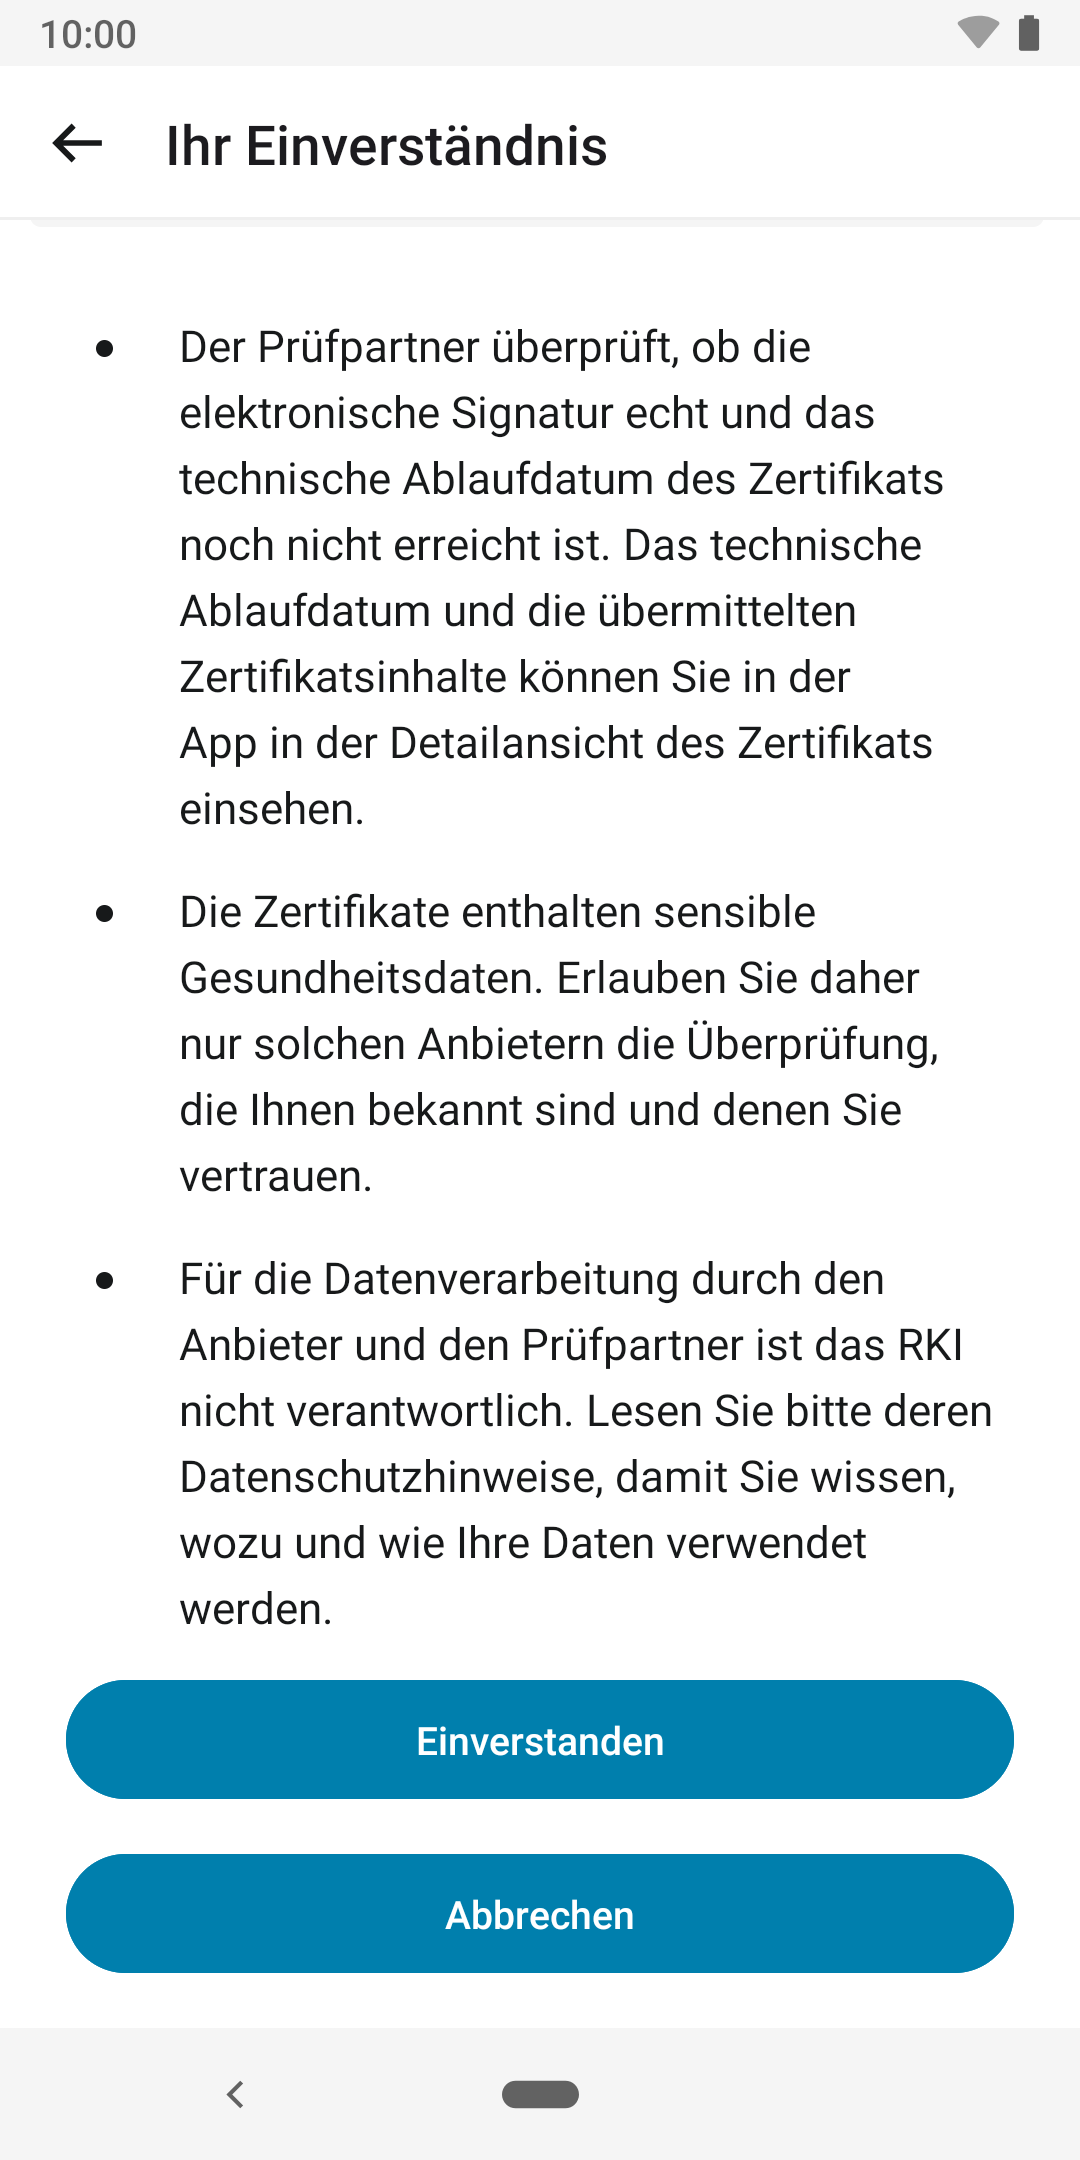 10:00
Ihr Einverständnis
• Der Prüfpartner überprüft, ob die
elektronische Signatur echt und das
technische Ablaufdatum des Zertifikats
noch nicht erreicht ist. Das technische
Ablaufdatum und die übermittelten
Zertifikatsinhalte können Sie in der
App in der Detailansicht des Zertifikats
einsehen.
• Die Zertifikate enthalten sensible
Gesundheitsdaten. Erlauben Sie daher
nur solchen Anbietern die Überprüfung,
die Ihnen bekannt sind und denen Sie
vertrauen.
• Für die Datenverarbeitung durch den
Anbieter und den Prüfpartner ist das RKI
nicht verantwortlich. Lesen Sie bitte deren
Datenschutzhinweise, damit Sie wissen,
wozu und wie Ihre Daten verwendet
werden.
Einverstanden
Abbrechen